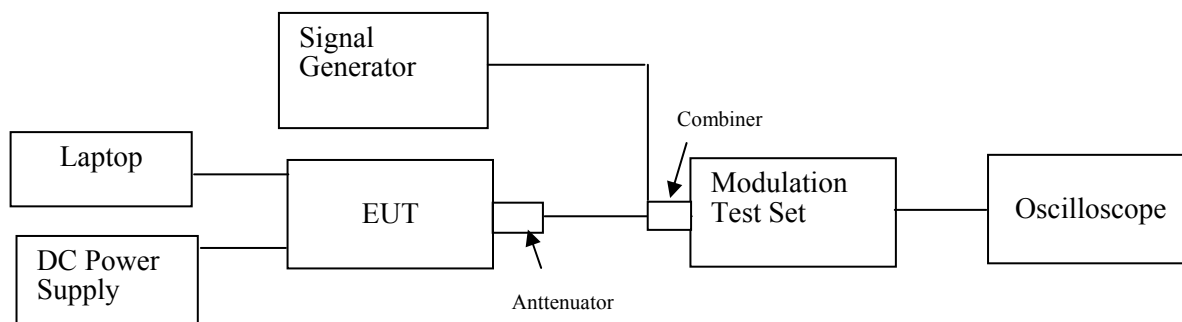 Signal
Generator
Combiner
Laptop
EUT
Modulation
Test Set
Oscilloscope
DC Power
Supply
Anttenuator